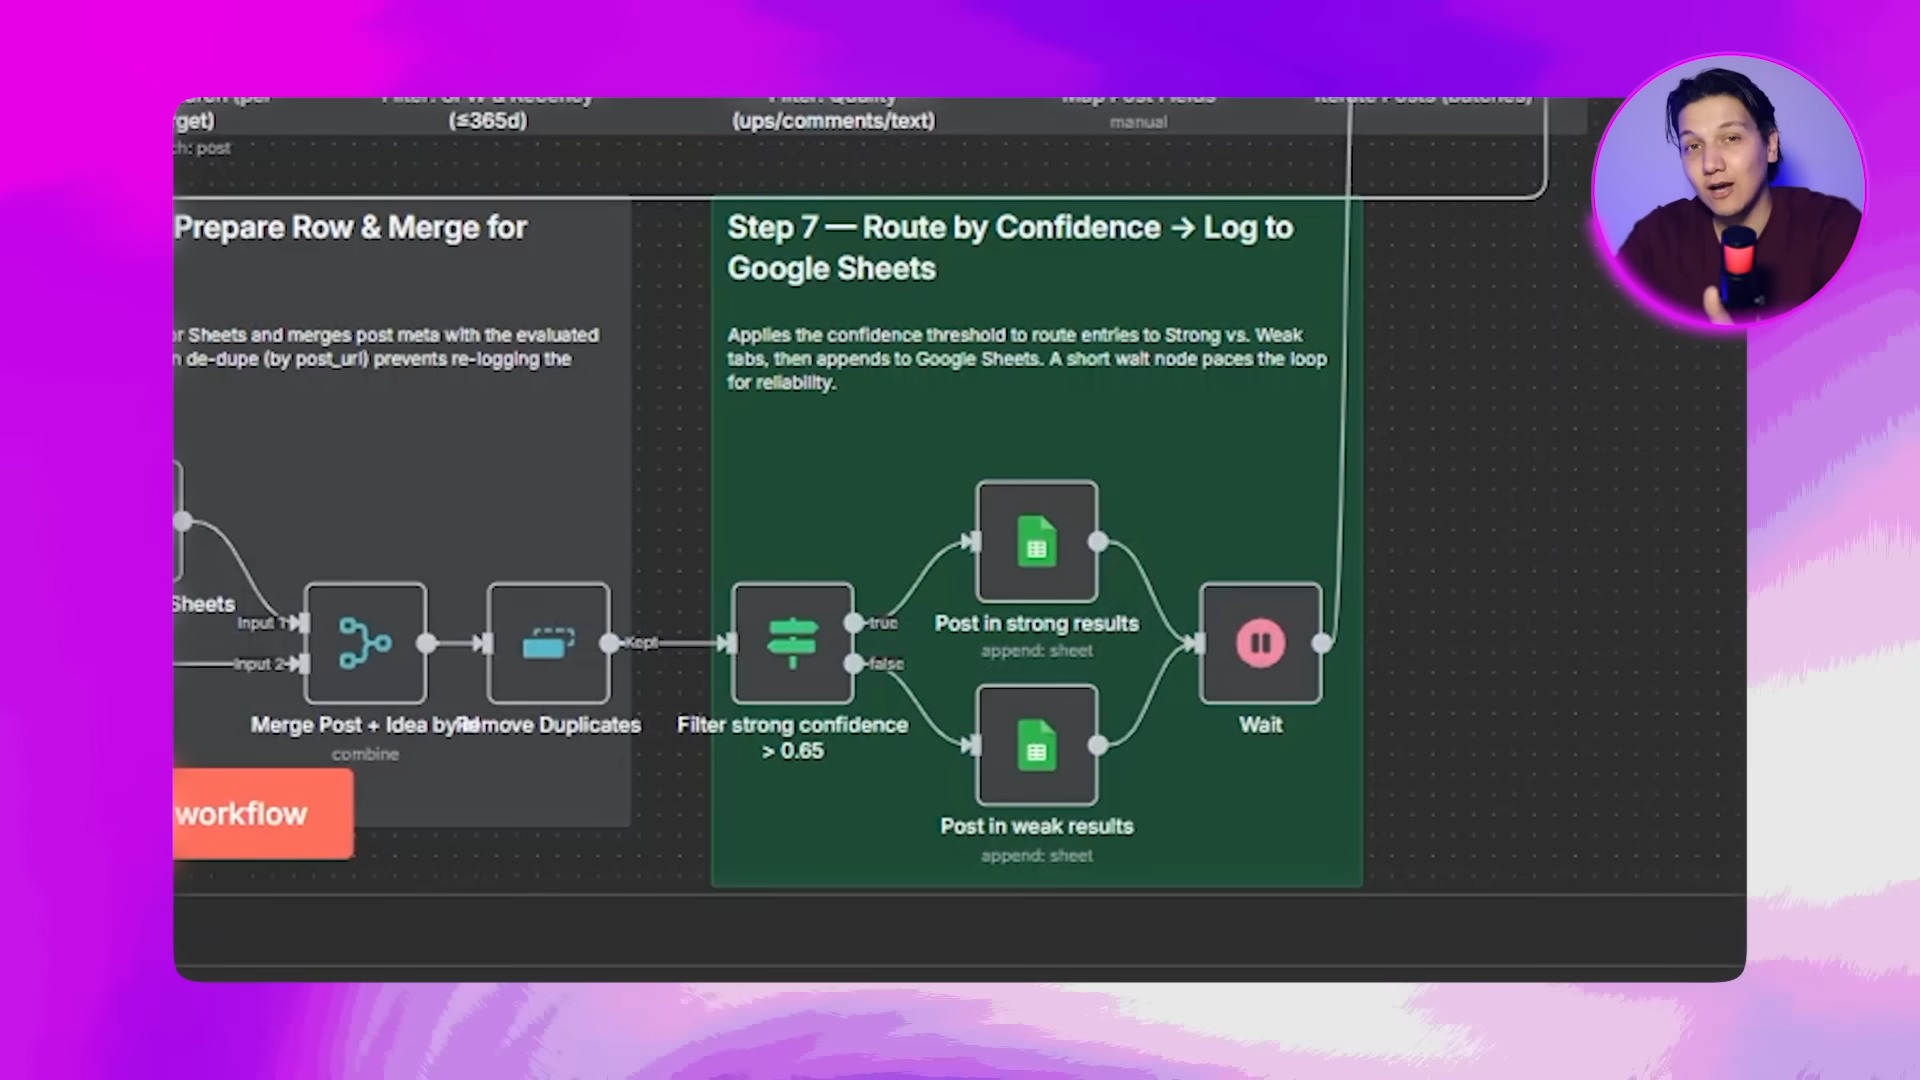 rget)
(≤365d)
(ups/comments/text)
manual
ch: post
Prepare Row & Merge for
r Sheets and merges post meta with the evaluated
n de-dupe (by post_url) prevents re-logging the
Step 7 — Route by Confidence → Log to
Google Sheets
Applies the confidence threshold to route entries to Strong vs. Weak
tabs, then appends to Google Sheets. A short wait node paces the loop
for reliability.
Sheets
Input 1
Input 2
Kept
true
false
Merge Post + Idea by
Remove Duplicates
combine
Filter strong confidence
> 0.65
Post in strong results
append: sheet
Post in weak results
append: sheet
Wait
workflow